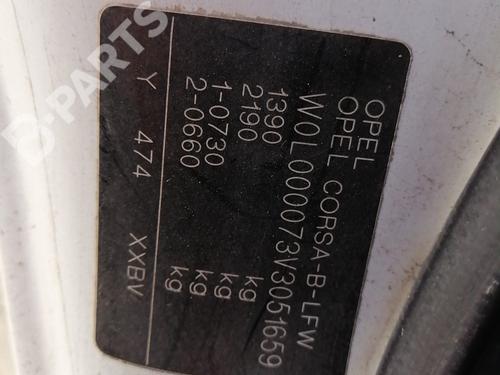 OPEL
OPEL CORSA-B-LFW
W0L000073V3051659
1390 kg
2190 kg
1-0730 kg
2-0660 kg
Y 474 XXBV
B-PARTS